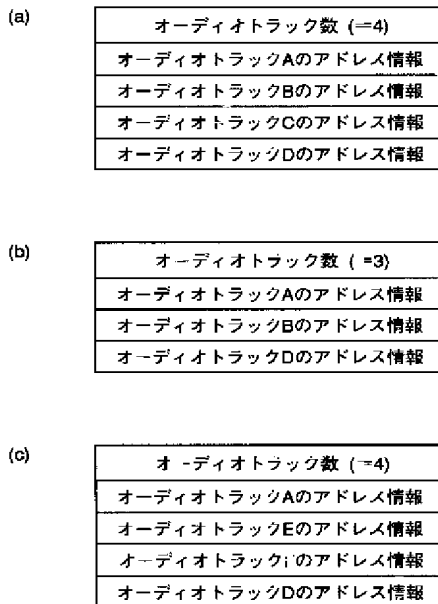 (a)
オーディオトラック数 (=4)
オーディオトラックAのアドレス情報
オーディオトラックBのアドレス情報
オーディオトラックCのアドレス情報
オーディオトラックDのアドレス情報
(b)
オーディオトラック数 (=3)
オーディオトラックAのアドレス情報
オーディオトラックBのアドレス情報
オーディオトラックDのアドレス情報
(c)
オーディオトラック数 (=4)
オーディオトラックAのアドレス情報
オーディオトラックEのアドレス情報
オーディオトラックiのアドレス情報
オーディオトラックDのアドレス情報